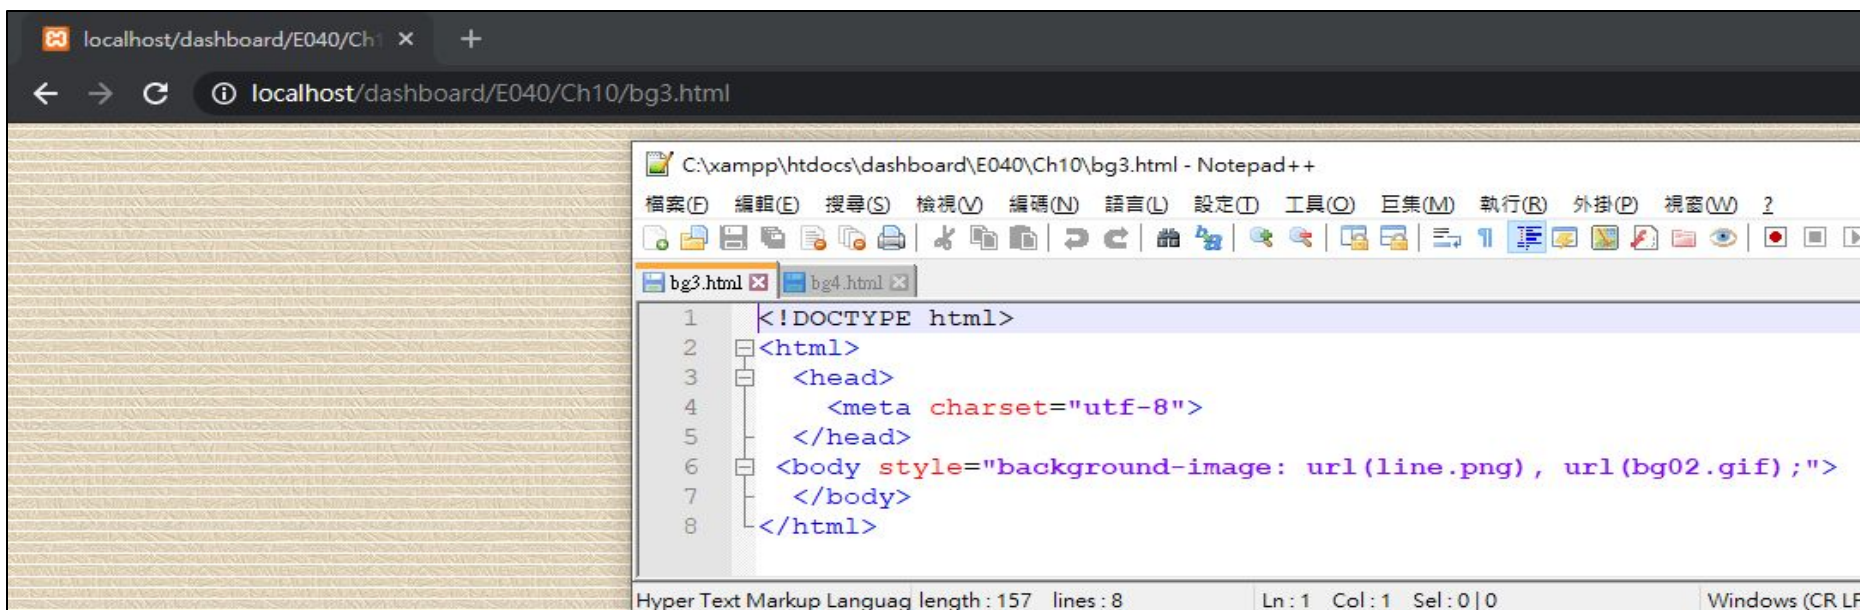 localhost/dashboard/E040/Ch1
localhost/dashboard/E040/Ch10/bg3.html
C:\xampp\htdocs\dashboard\E040\Ch10\bg3.html - Notepad++
檔案(F) 編輯(E) 搜尋(S) 檢視(V) 編碼(N) 語言(L) 設定(T) 工具(O) 巨集(M) 執行(R) 外掛(P) 視窗(W) ?
bg3.html bg4.html
1 <!DOCTYPE html>
2 <html>
3 <head>
4 <meta charset="utf-8">
5 </head>
6 <body style="background-image: url(line.png), url(bg02.gif);">
7 </body>
8 </html>
Hyper Text Markup Languag length : 157 lines : 8 Ln : 1 Col : 1 Sel : 0 | 0 Windows (CR LF